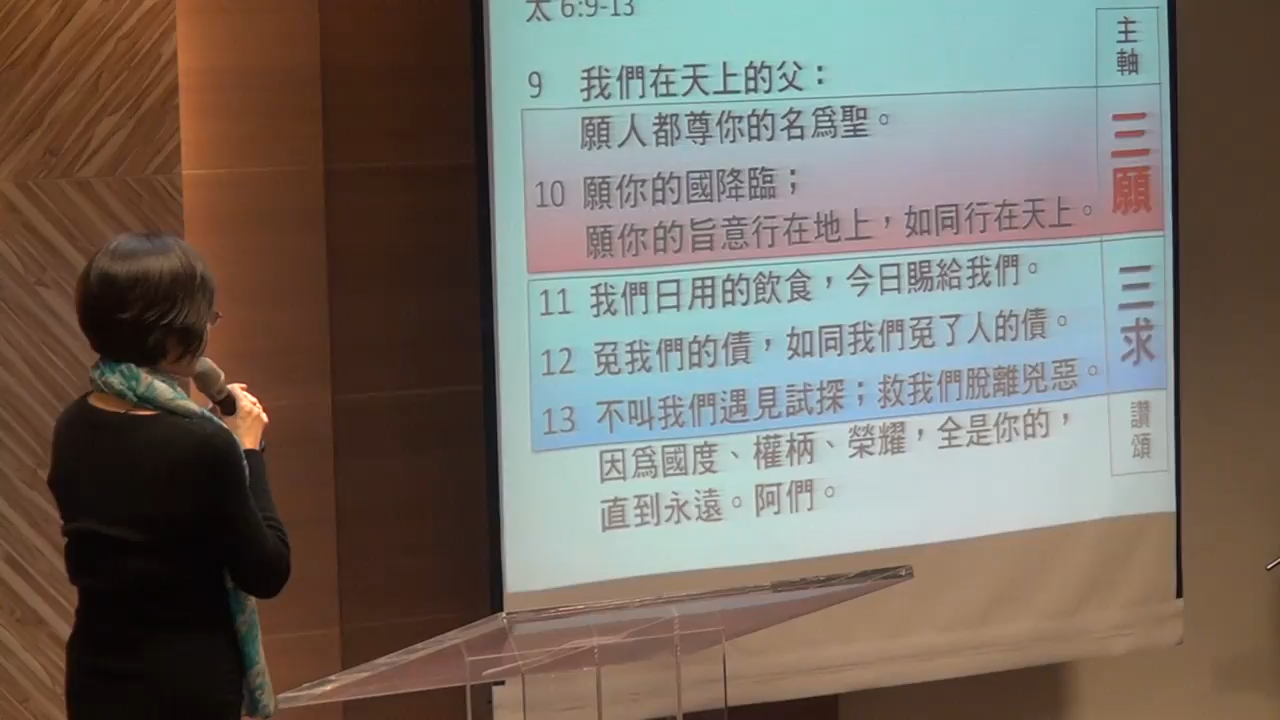 太 6:9-13
主軸
9 我們在天上的父：
願人都尊你的名爲聖。
三願
10 願你的國降臨；
願你的旨意行在地上，如同行在天上。
11 我們日用的飲食，今日賜給我們。
三求
12 免我們的債，如同我們免了人的債。
13 不叫我們遇見試探；救我們脫離兇惡。
讚頌
因爲國度、權柄、榮耀，全是你的，
直到永遠。阿們。